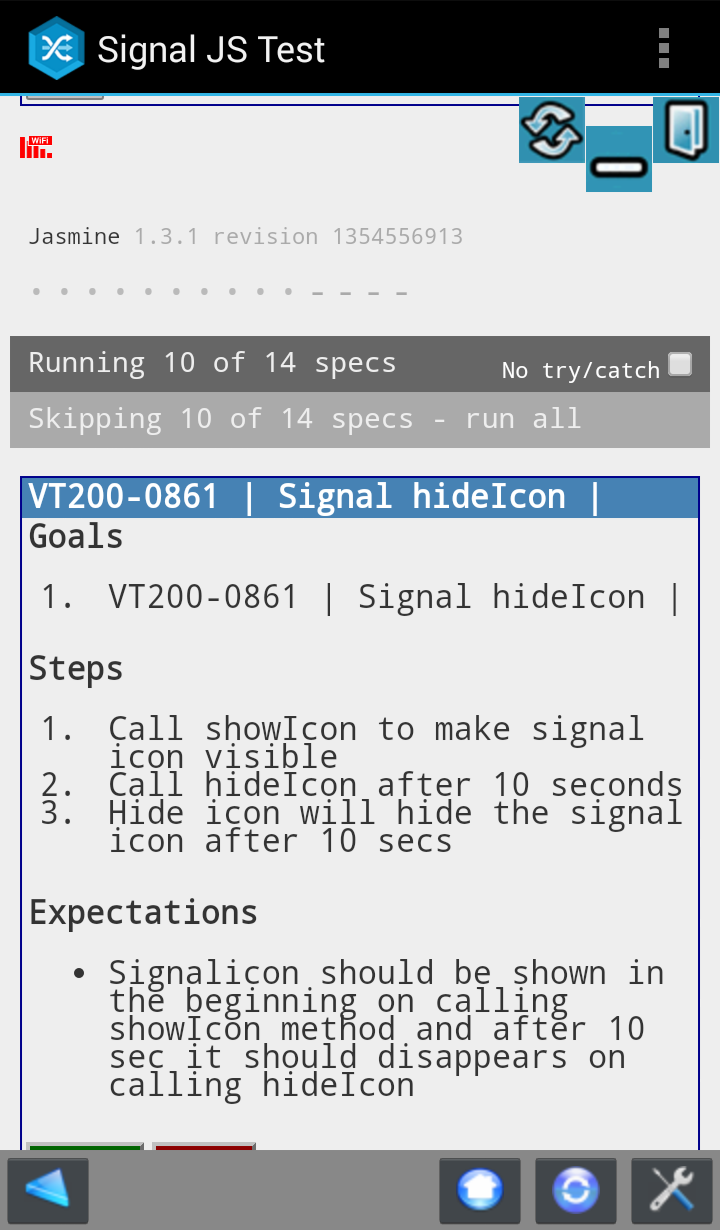 Signal JS Test
WiFi
Jasmine 1.3.1 revision 1354556913
• • • • • • • • • • - - - -
Running 10 of 14 specs
No try/catch
Skipping 10 of 14 specs - run all
VT200-0861 | Signal hideIcon |
Goals
1. VT200-0861 | Signal hideIcon |
Steps
1. Call showIcon to make signal
icon visible
2. Call hideIcon after 10 seconds
3. Hide icon will hide the signal
icon after 10 secs
Expectations
• Signalicon should be shown in
the beginning on calling
showIcon method and after 10
sec it should disappears on
calling hideIcon